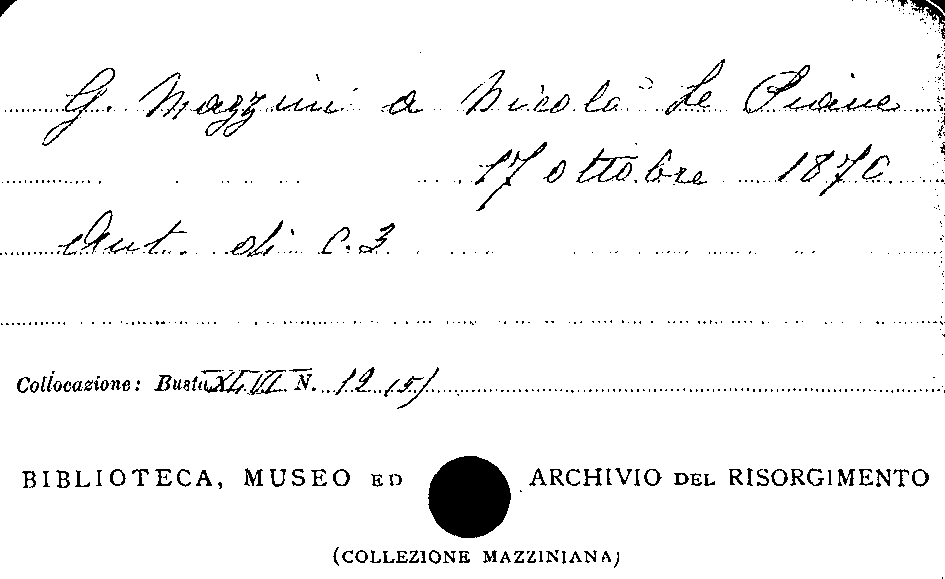 G. Mazzini a Nicola Le Piane
17 ottobre 1870
Aut. di c. 3
Collocazione: Busta XLVI N. 12 (5)
BIBLIOTECA, MUSEO ED ARCHIVIO DEL RISORGIMENTO
(COLLEZIONE MAZZINIANA)